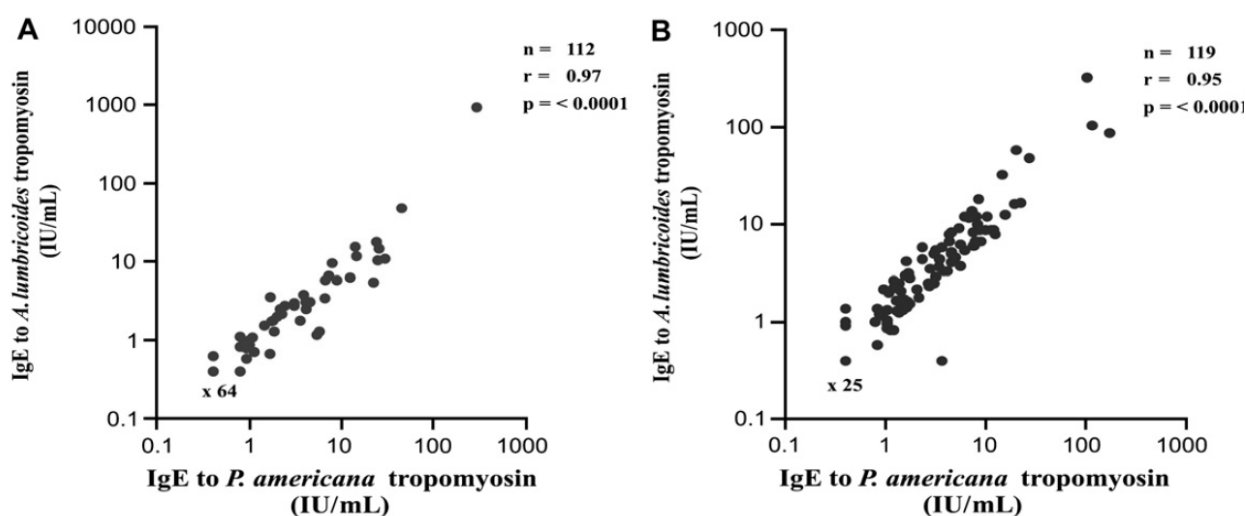 A
IgE to A. lumbricoides tropomyosin
(IU/mL)
10000
1000
100
10
1
0.1
n = 112
r = 0.97
p = < 0.0001
x 64
0.1 1 10 100 1000
IgE to P. americana tropomyosin
(IU/mL)
B
IgE to A. lumbricoides tropomyosin
(IU/mL)
1000
100
10
1
0.1
n = 119
r = 0.95
p = < 0.0001
x 25
0.1 1 10 100 1000
IgE to P. americana tropomyosin
(IU/mL)